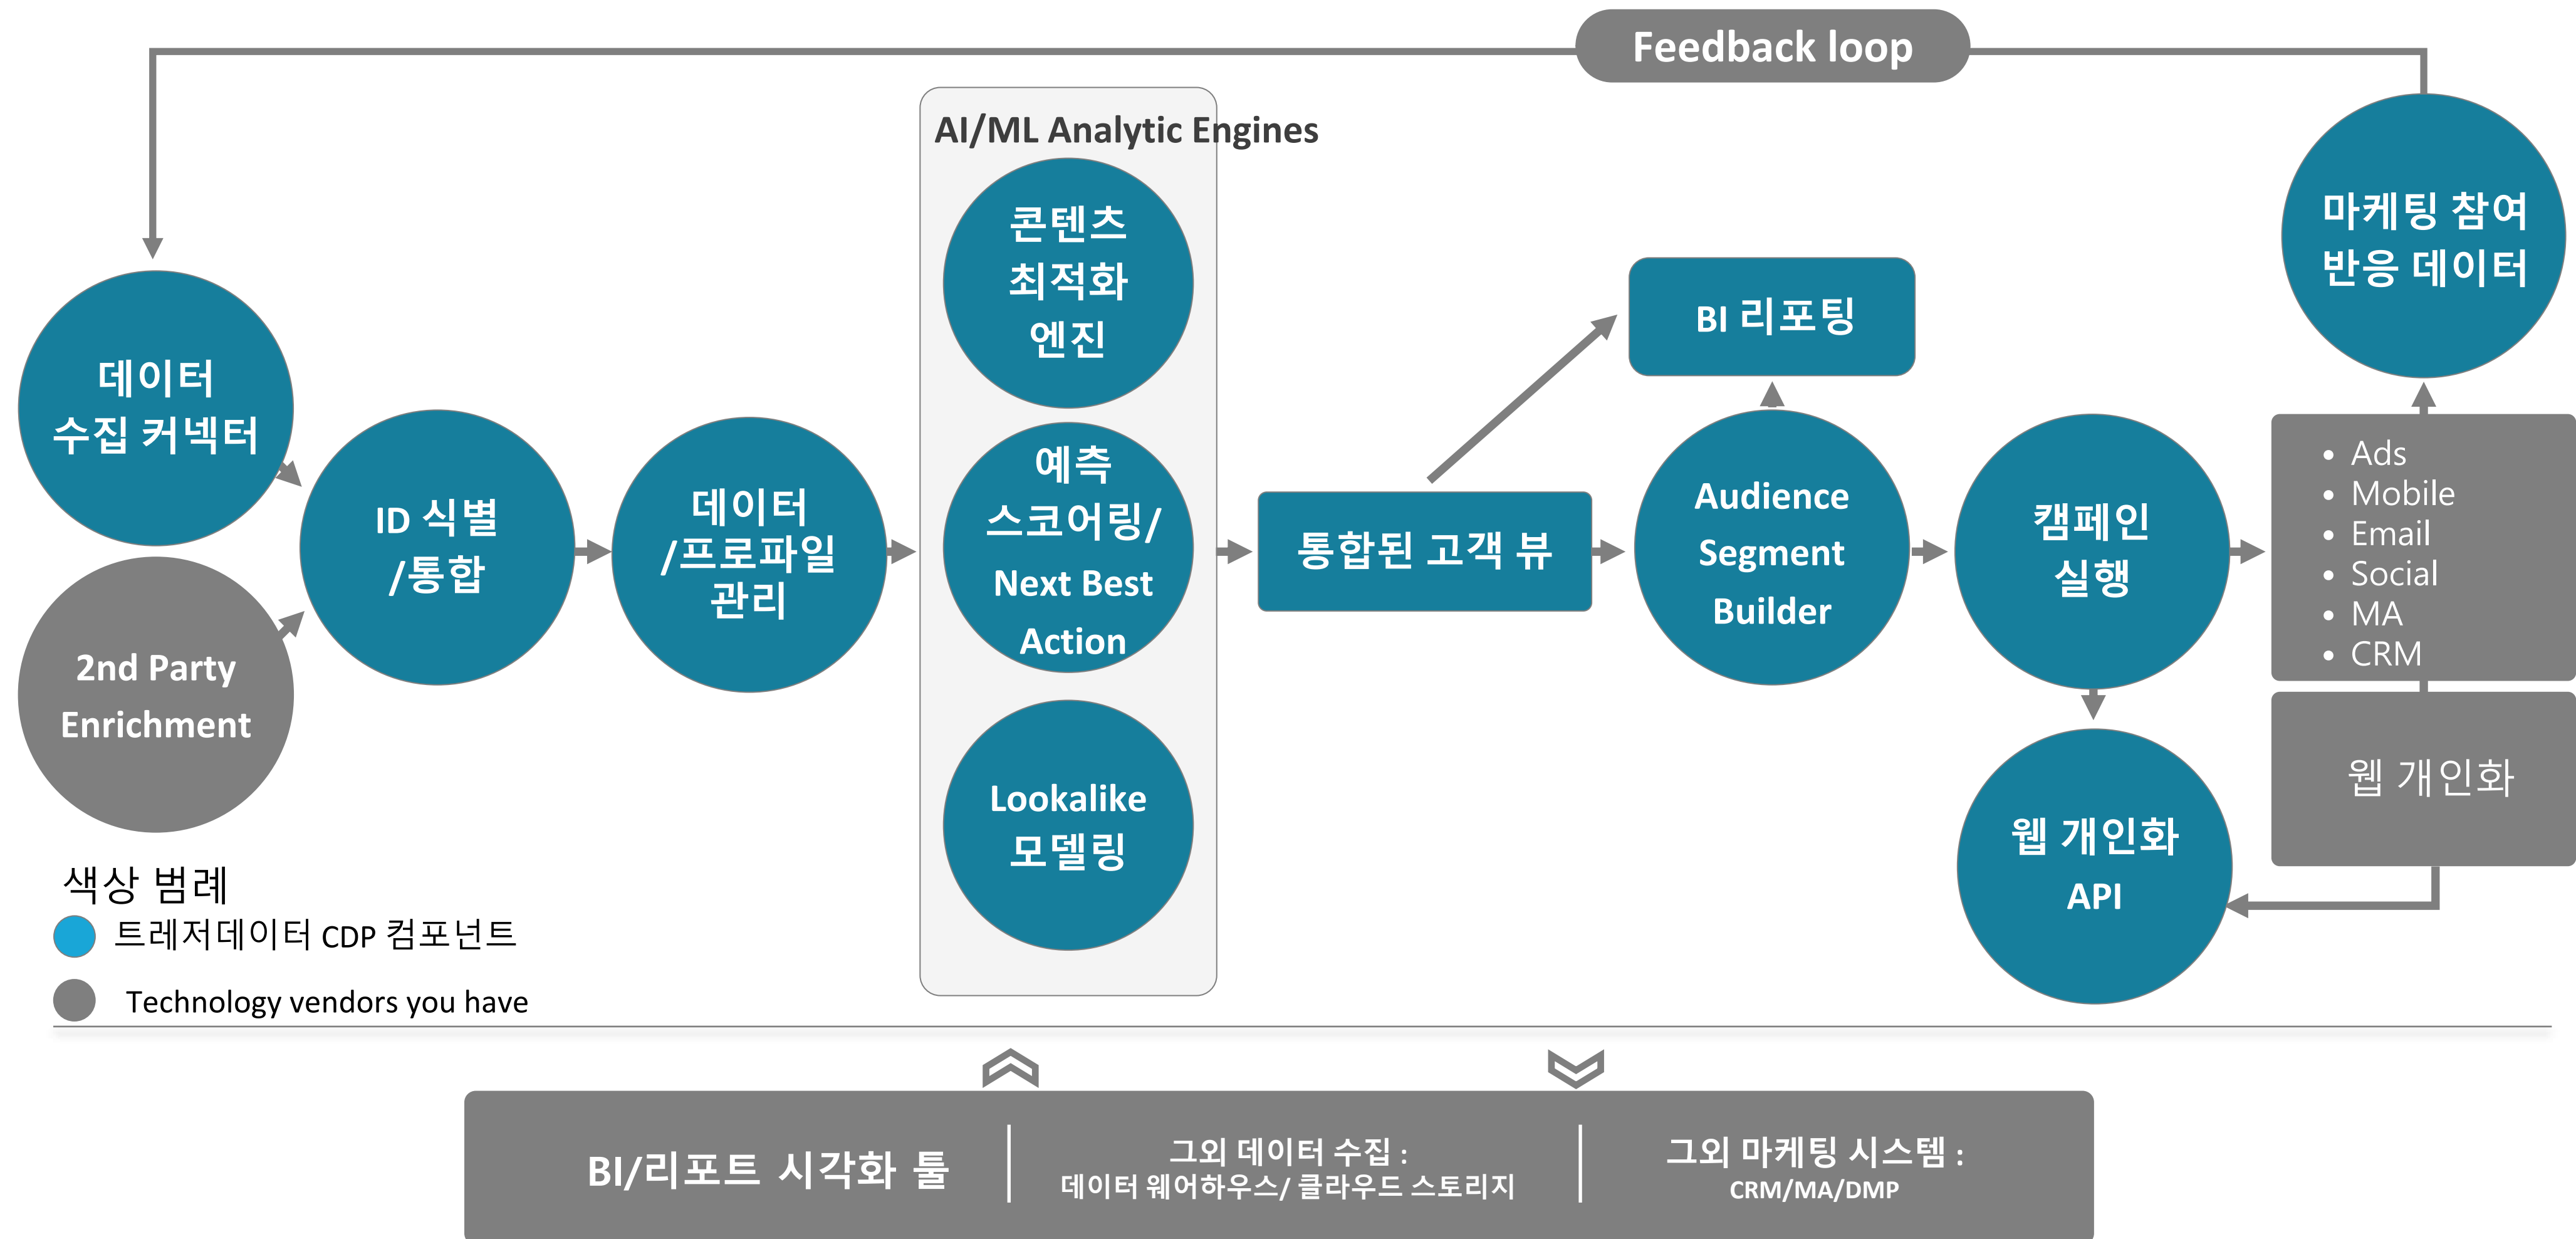 Feedback loop
AI/ML Analytic Engines
데이터
수집 커넥터
2nd Party
Enrichment
ID 식별
/통합
데이터
/프로파일
관리
콘텐츠
최적화
엔진
예측
스코어링/
Next Best
Action
Lookalike
모델링
통합된 고객 뷰
BI 리포팅
Audience
Segment
Builder
캠페인
실행
웹 개인화
API
마케팅 참여
반응 데이터
• Ads
• Mobile
• Email
• Social
• MA
• CRM
웹 개인화
색상 범례
트레저데이터 CDP 컴포넌트
Technology vendors you have
BI/리포트 시각화 툴
그외 데이터 수집 :
데이터 웨어하우스/ 클라우드 스토리지
그외 마케팅 시스템 :
CRM/MA/DMP